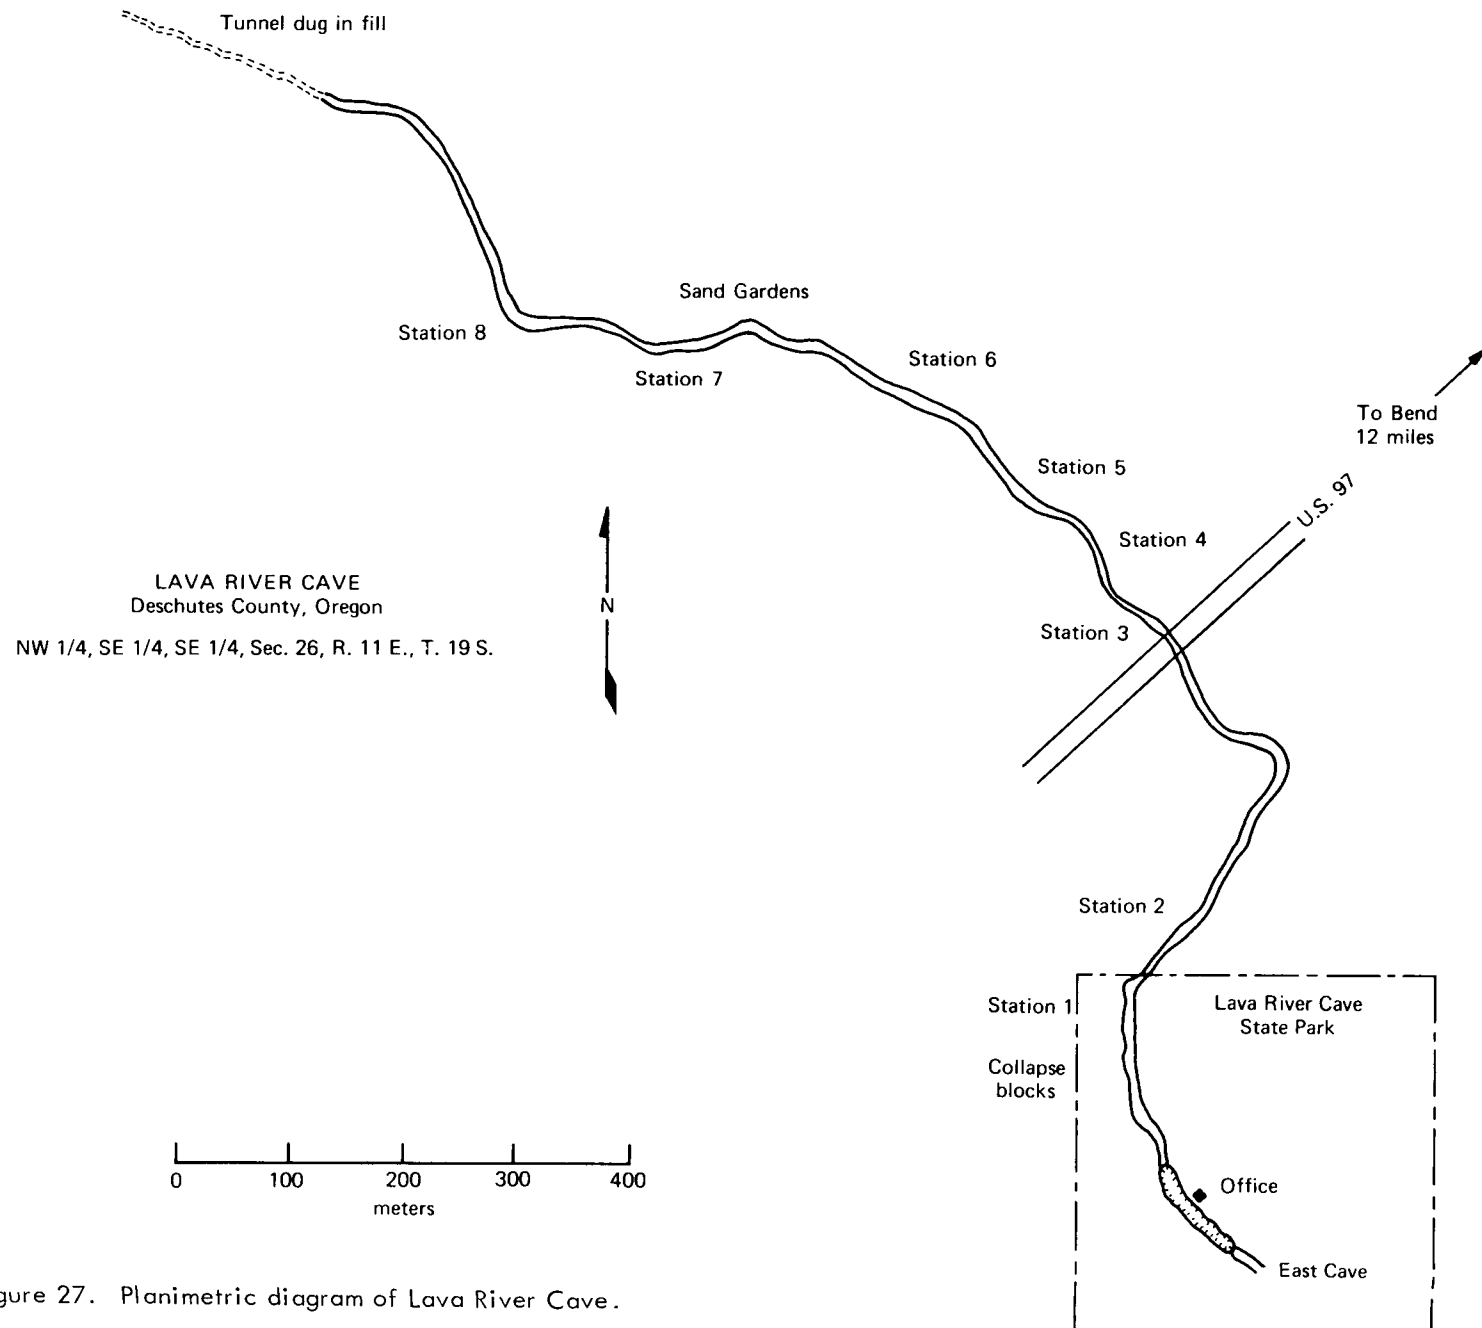 Tunnel dug in fill
Sand Gardens
Station 8
Station 7
Station 6
To Bend
12 miles
Station 5
U.S. 97
Station 4
LAVA RIVER CAVE
Deschutes County, Oregon
N
Station 3
NW 1/4, SE 1/4, SE 1/4, Sec. 26, R. 11 E., T. 19 S.
Station 2
Station 1
Lava River Cave
State Park
Collapse
blocks
0 100 200 300 400
meters
Office
East Cave
gure 27. Planimetric diagram of Lava River Cave.